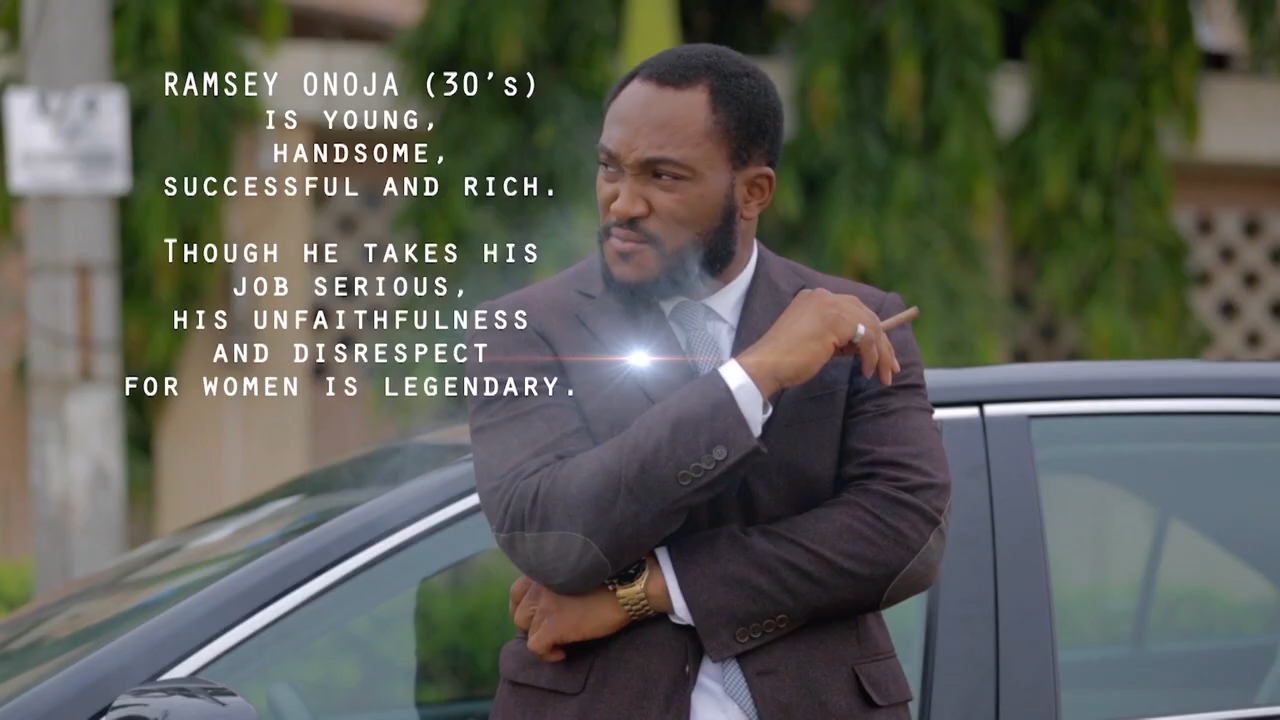 RAMSEY ONOJA (30's)
IS YOUNG,
HANDSOME,
SUCCESSFUL AND RICH.
THOUGH HE TAKES HIS
JOB SERIOUS,
HIS UNFAITHFULNESS
AND DISRESPECT
FOR WOMEN IS LEGENDARY.